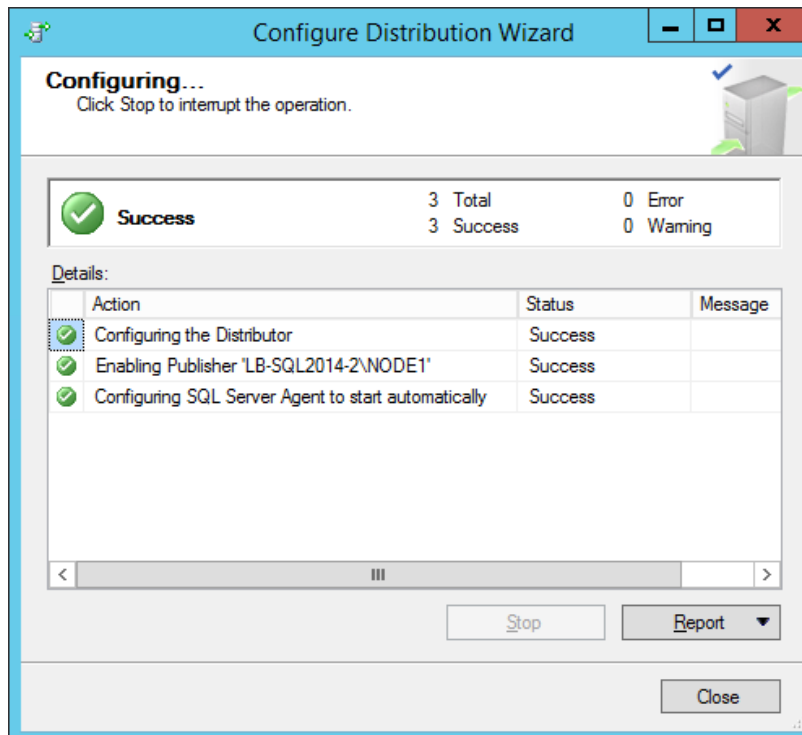 Configure Distribution Wizard
Configuring...
Click Stop to interrupt the operation.
Success 3 Total 0 Error
3 Success 0 Warning
Details:
Action Status Message
Configuring the Distributor Success
Enabling Publisher 'LB-SQL2014-2\NODE1' Success
Configuring SQL Server Agent to start automatically Success
Stop Report
Close